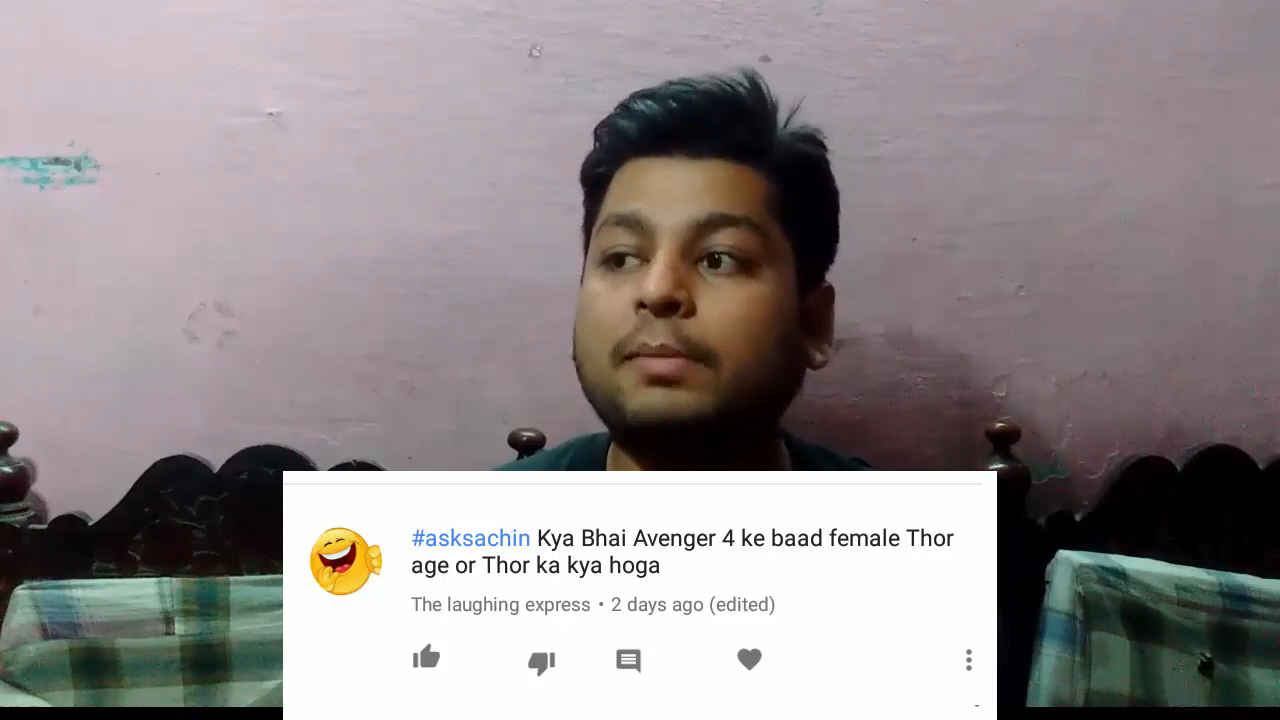 #asksachin Kya Bhai Avenger 4 ke baad female Thor
age or Thor ka kya hoga
The laughing express • 2 days ago (edited)